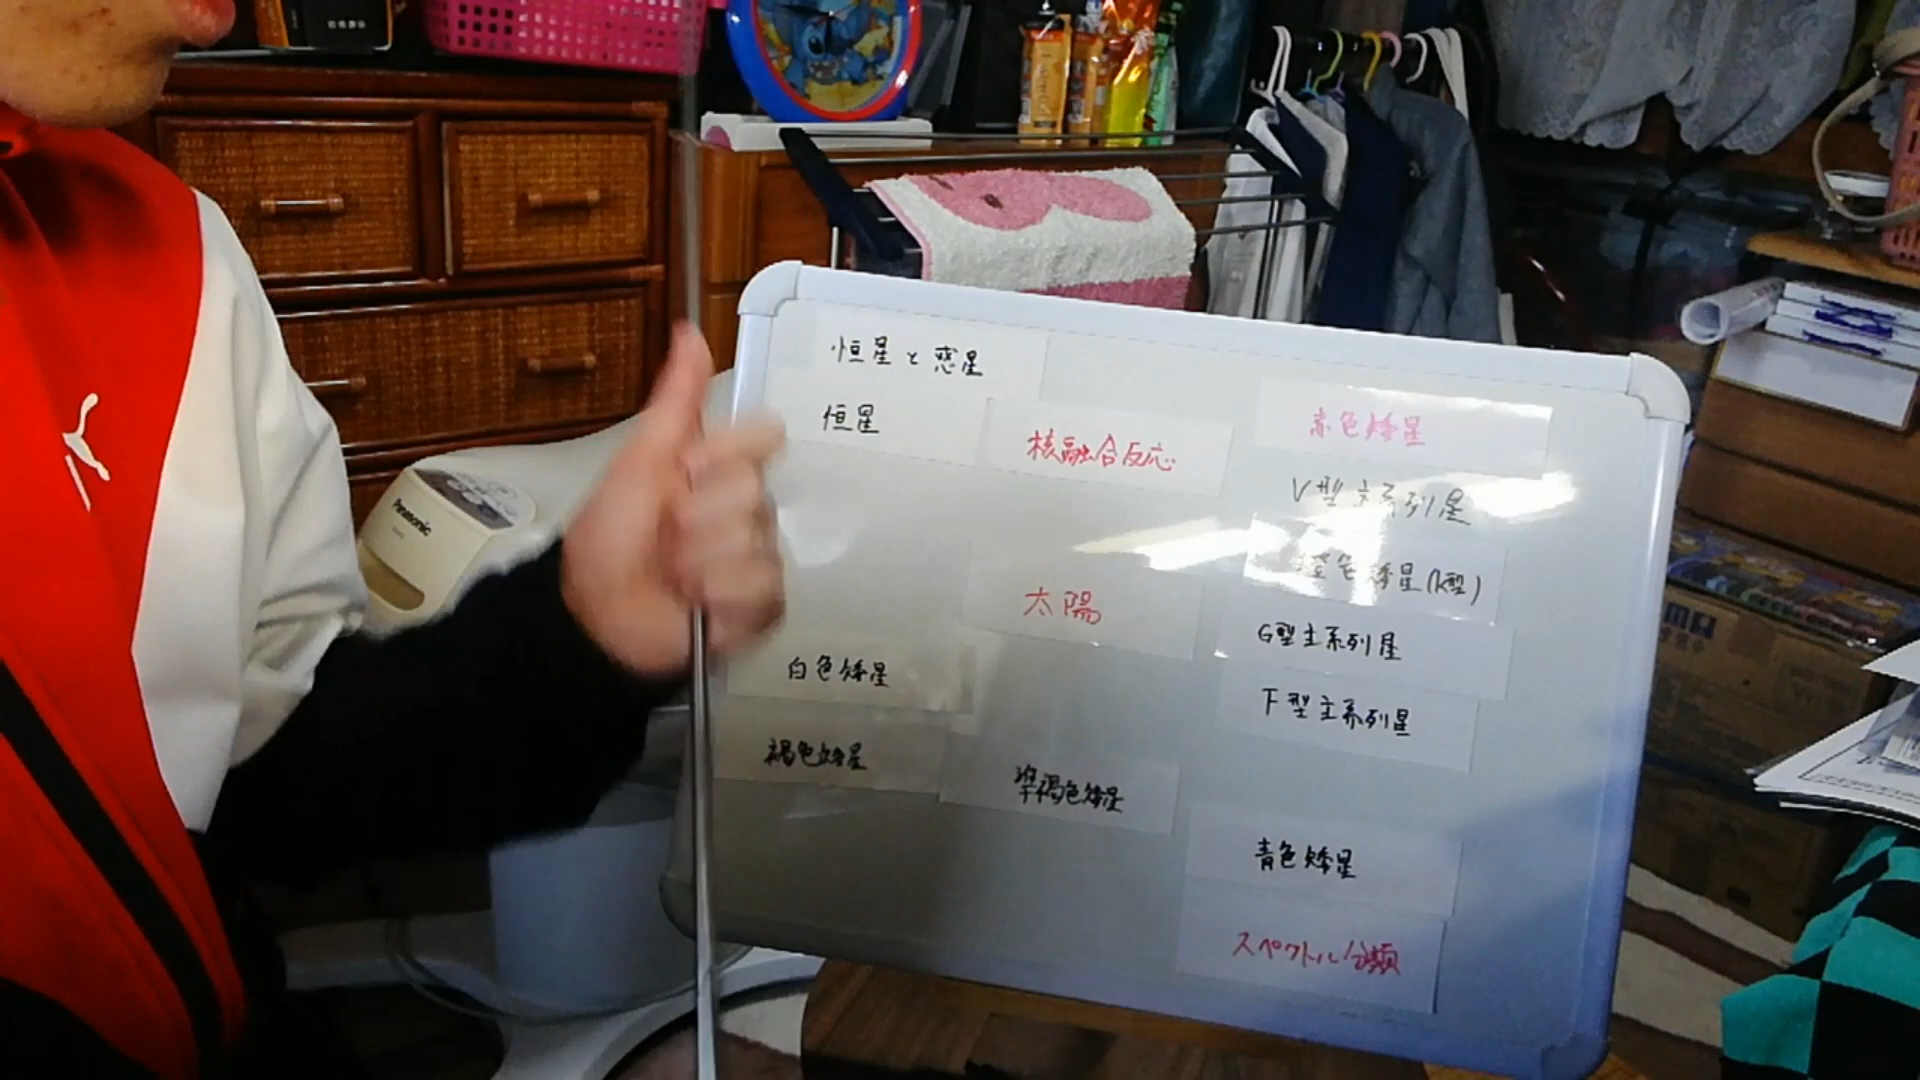 恒星と惑星
恒星
核融合反応
赤色矮星
V型主系列星
橙色矮星(k型)
太陽
G型主系列星
白色矮星
F型主系列星
褐色矮星
準褐色矮星
青色矮星
スペクトル分類
Panasonic